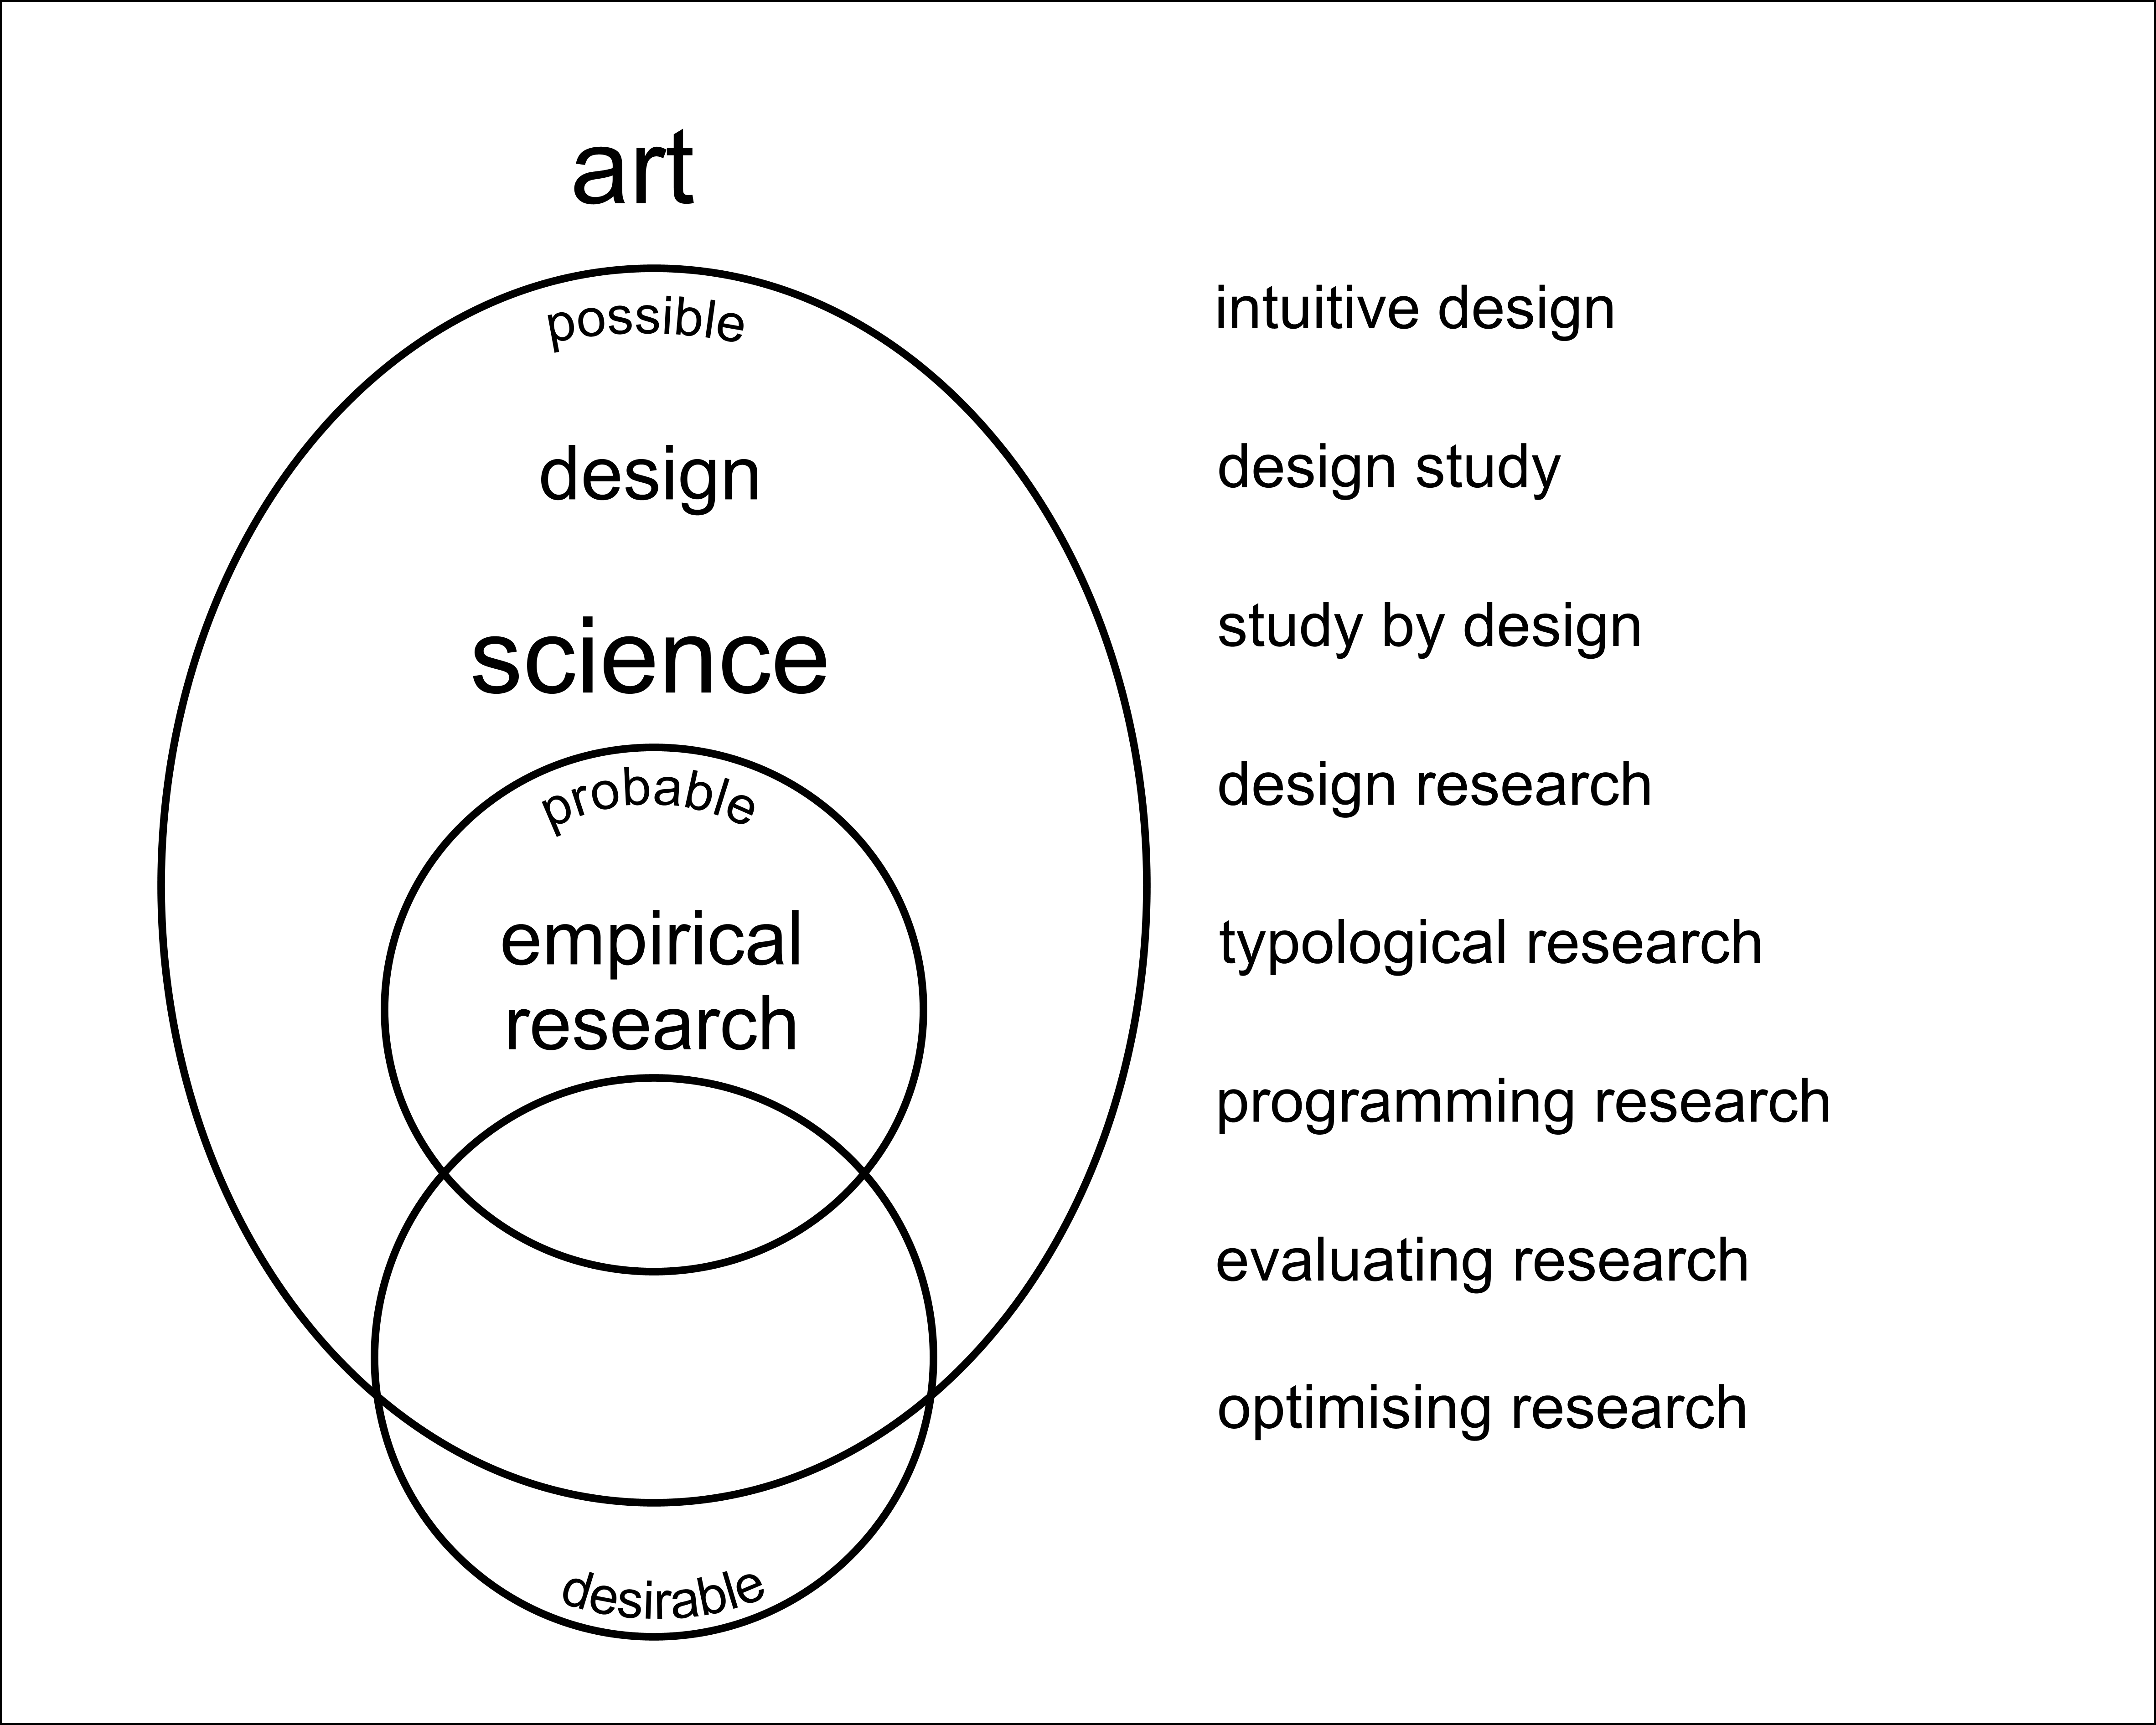 art
possible
design
science
probable
empirical
research
desirable
intuitive design
design study
study by design
design research
typological research
programming research
evaluating research
optimising research